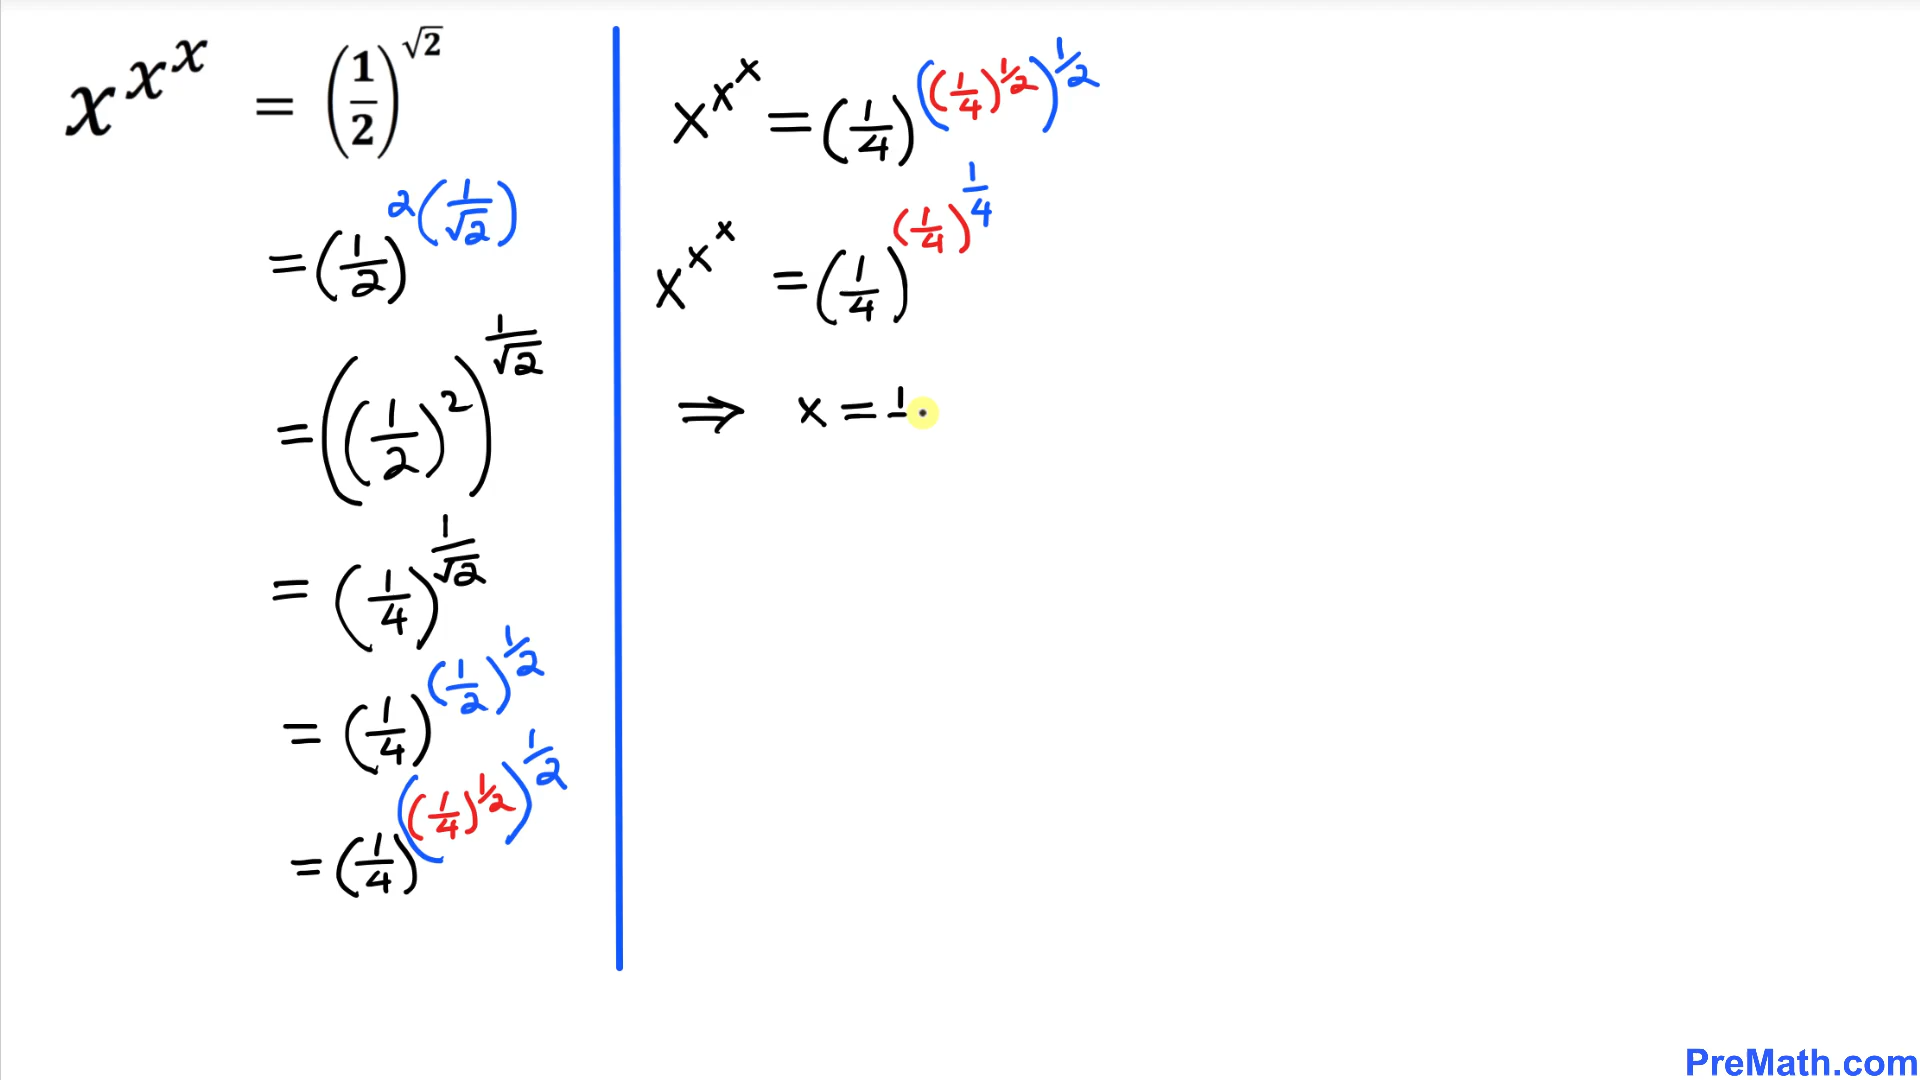 x^{x^x} = (1/2)^{√2}
= (1/2)^{2(1/√2)}
= ((1/2)^2)^{1/√2}
= (1/4)^{1/√2}
= (1/4)^{(1/2)^{1/2}}
= (1/4)^{((1/4)^{1/2})^{1/2}}
x^{x^x} = (1/4)^{((1/4)^{1/2})^{1/2}}
x^{x^x} = (1/4)^{(1/4)^{1/4}}
⇒ x = 1
PreMath.com